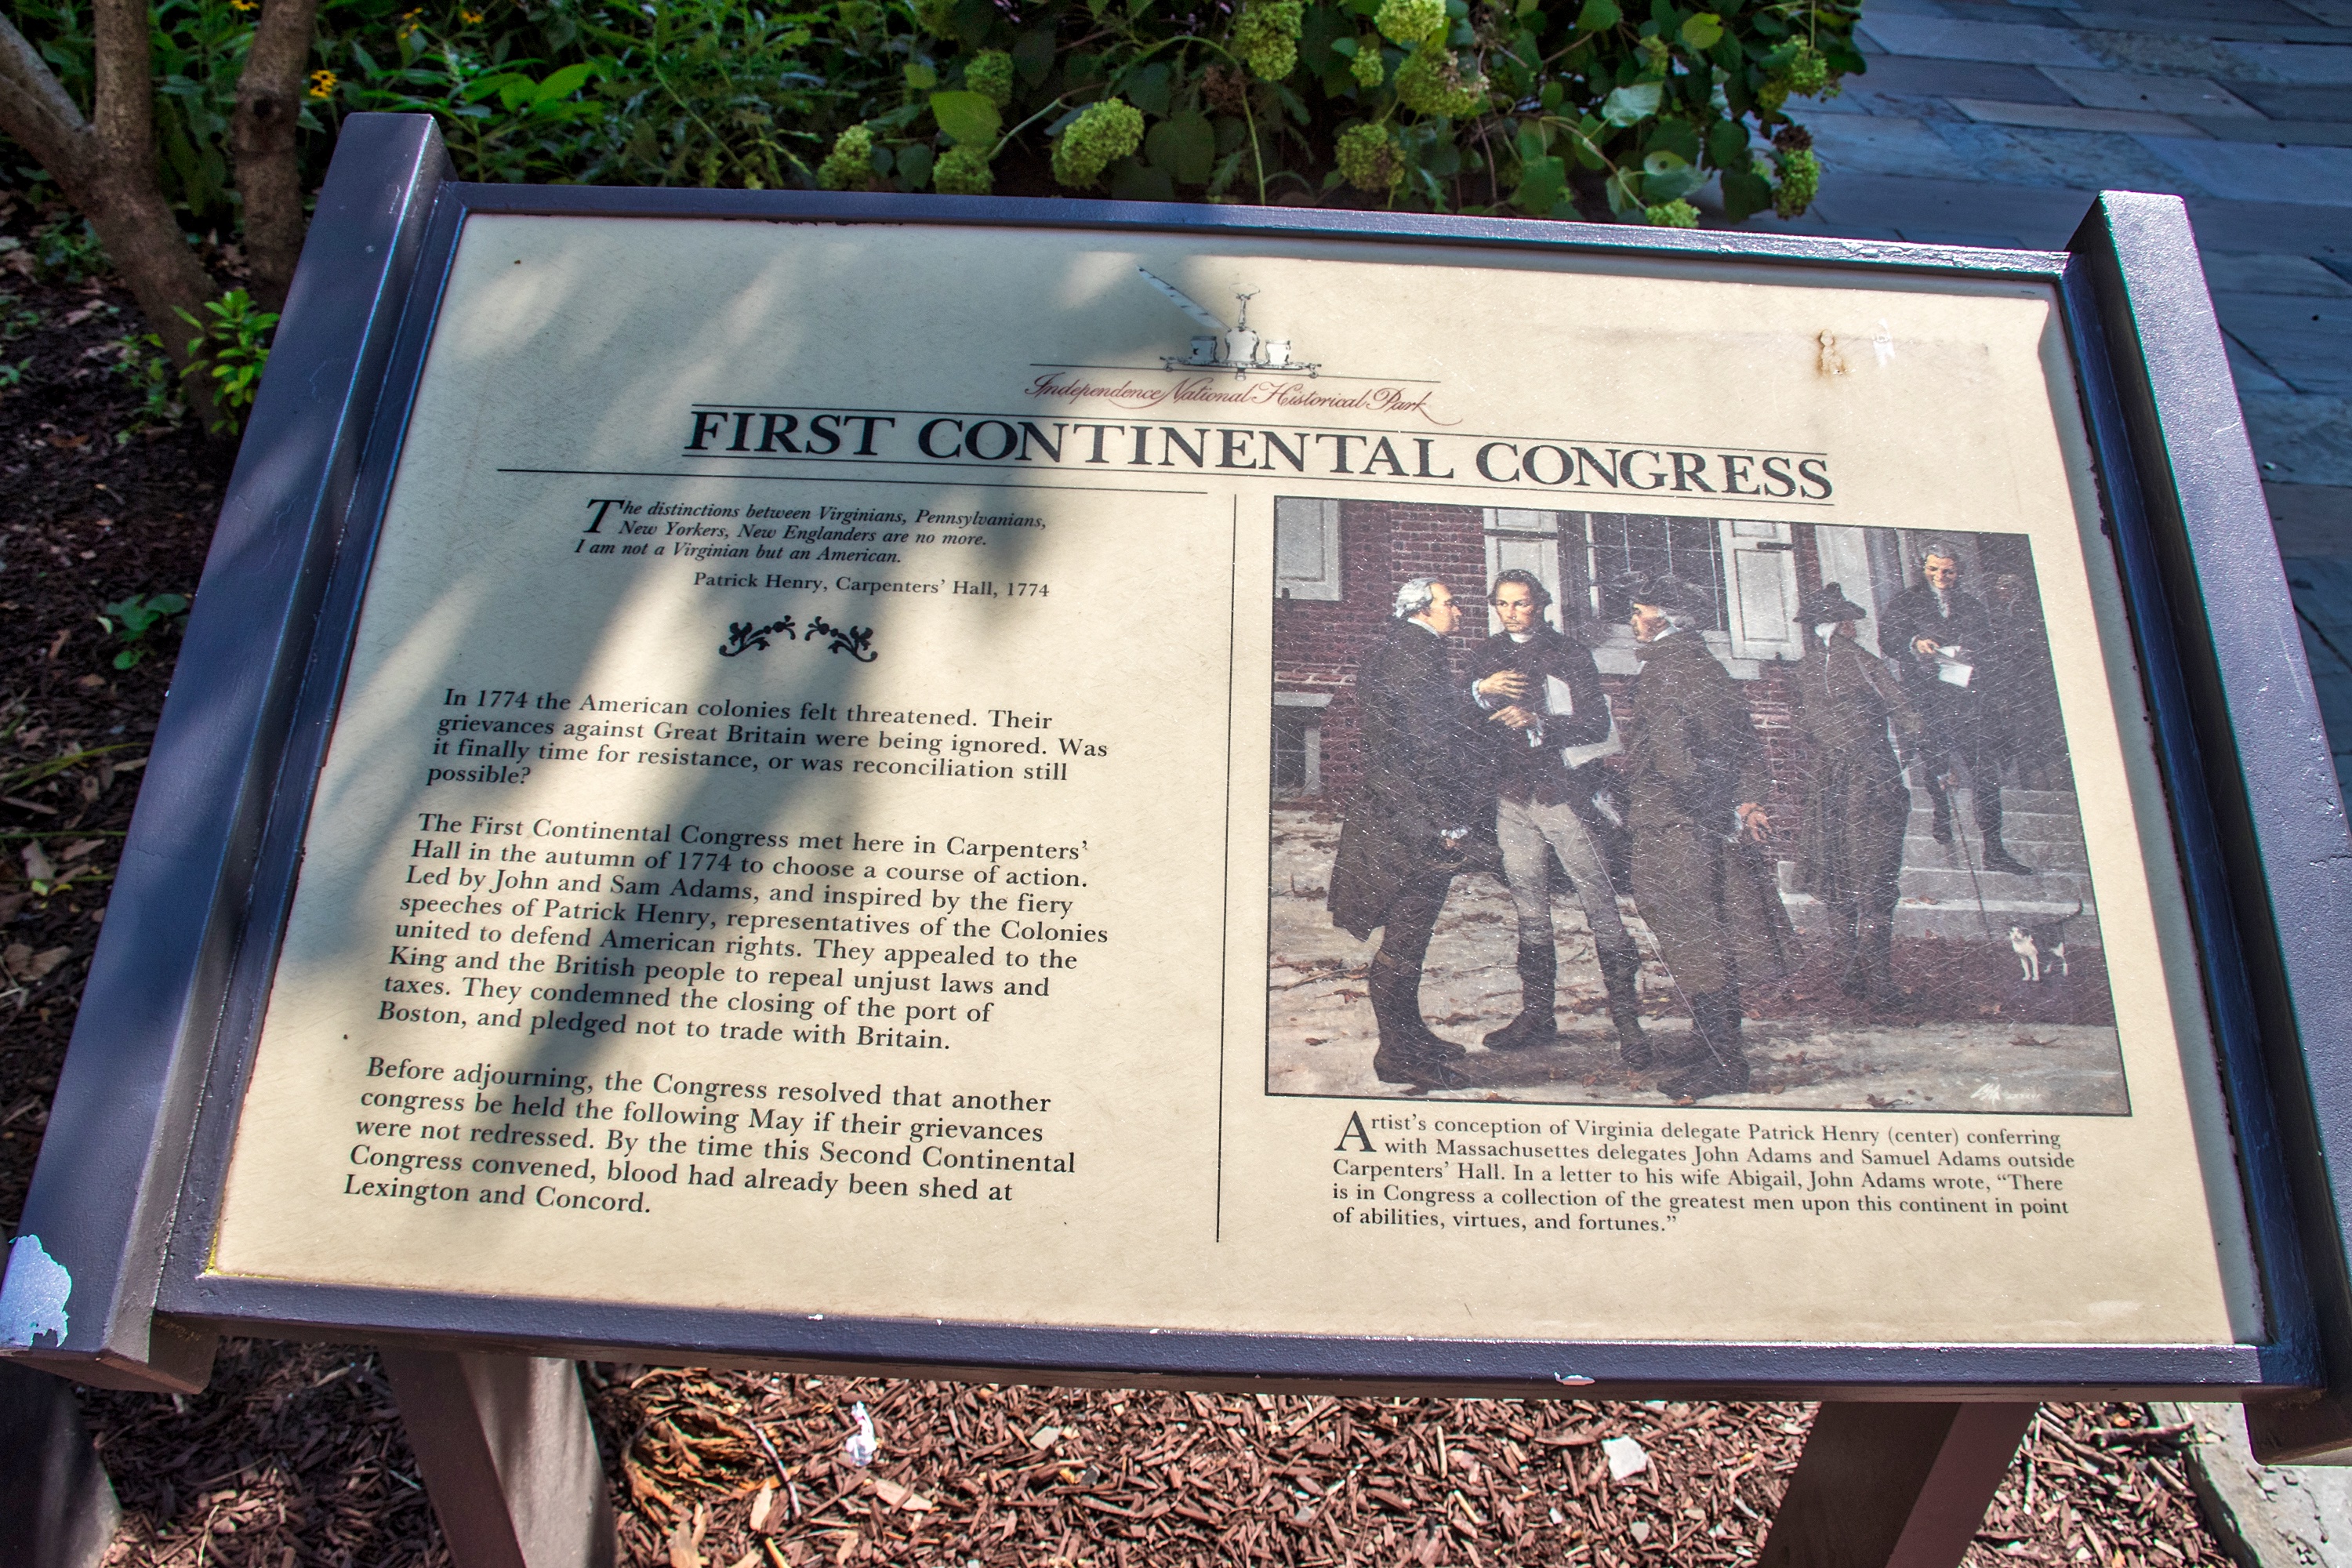 Independence National Historical Park
FIRST CONTINENTAL CONGRESS
The distinctions between Virginians, Pennsylvanians,
New Yorkers, New Englanders are no more.
I am not a Virginian but an American.
Patrick Henry, Carpenters' Hall, 1774
In 1774 the American colonies felt threatened. Their
grievances against Great Britain were being ignored. Was
it finally time for resistance, or was reconciliation still
possible?
The First Continental Congress met here in Carpenters'
Hall in the autumn of 1774 to choose a course of action.
Led by John and Sam Adams, and inspired by the fiery
speeches of Patrick Henry, representatives of the Colonies
united to defend American rights. They appealed to the
King and the British people to repeal unjust laws and
taxes. They condemned the closing of the port of
Boston, and pledged not to trade with Britain.
Before adjourning, the Congress resolved that another
congress be held the following May if their grievances
were not redressed. By the time this Second Continental
Congress convened, blood had already been shed at
Lexington and Concord.
Artist's conception of Virginia delegate Patrick Henry (center) conferring
with Massachusettes delegates John Adams and Samuel Adams outside
Carpenters' Hall. In a letter to his wife Abigail, John Adams wrote, "There
is in Congress a collection of the greatest men upon this continent in point
of abilities, virtues, and fortunes."